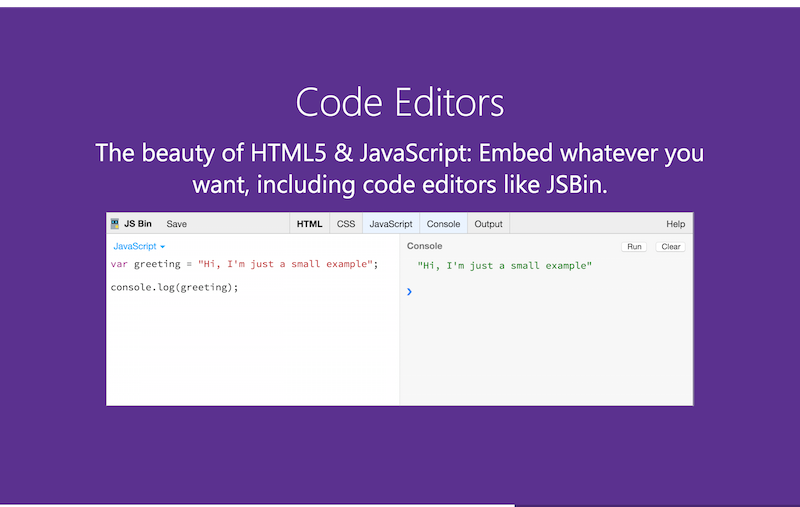 Code Editors
The beauty of HTML5 & JavaScript: Embed whatever you
want, including code editors like JSBin.
JS Bin Save HTML CSS JavaScript Console Output Help
JavaScript
var greeting = "Hi, I'm just a small example";
console.log(greeting);
Console Run Clear
"Hi, I'm just a small example"